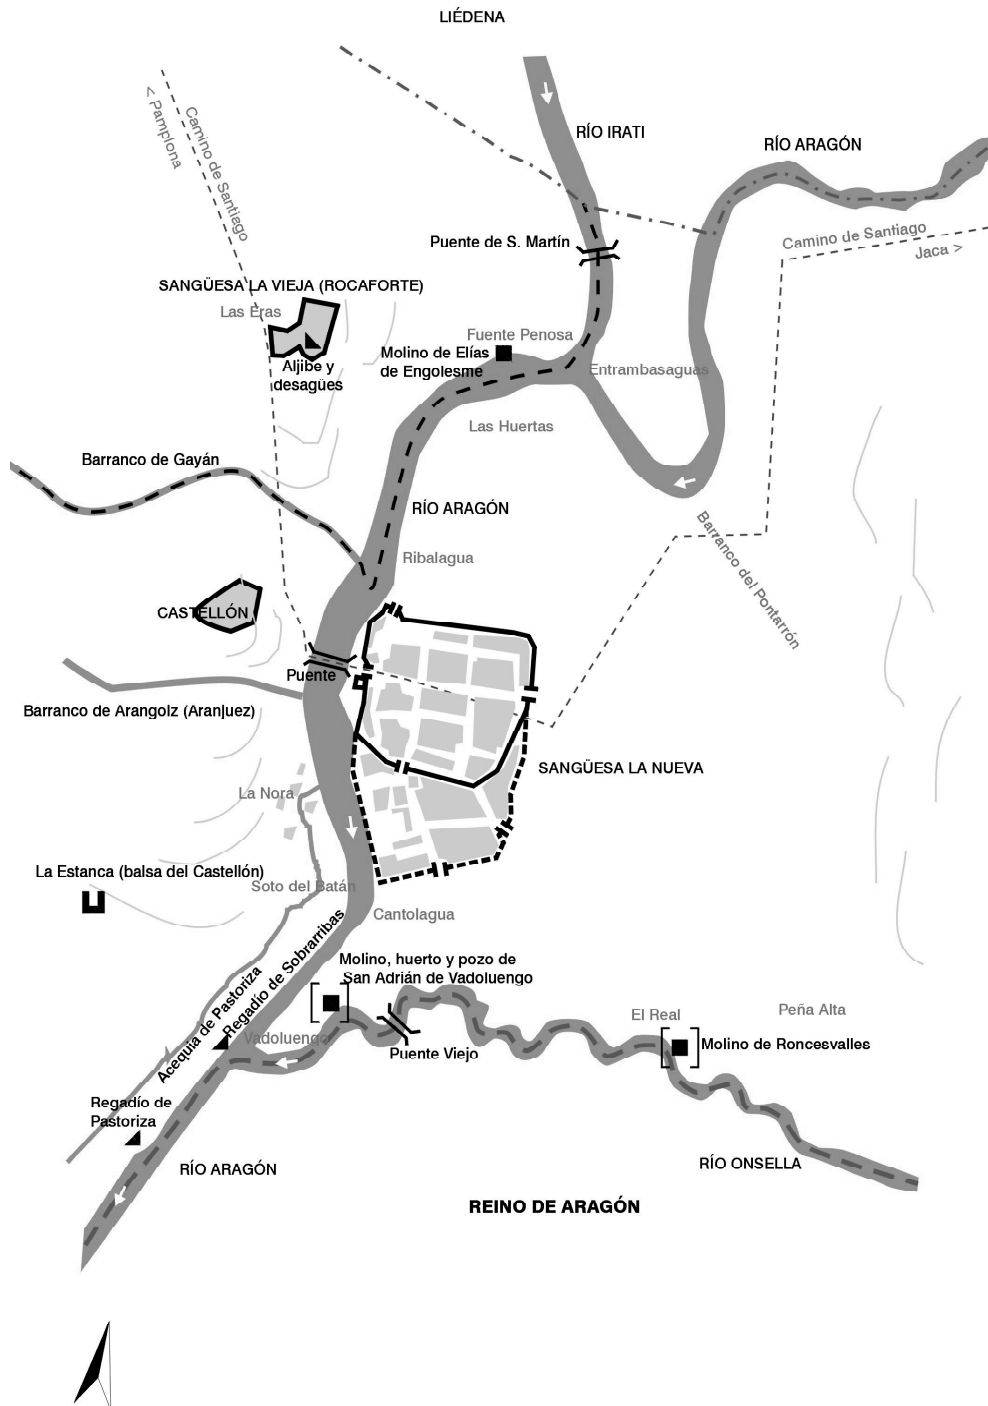 LIÉDENA
RÍO IRATI
RÍO ARAGÓN
< Pamplona
Camino de Santiago
Puente de S. Martín
Camino de Santiago
Jaca >
SANGÜESA LA VIEJA (ROCAFORTE)
Las Eras
Aljibe y
desagües
Fuente Penosa
Molino de Elías
de Engolesme
Entrambasaguas
Las Huertas
Barranco de Gayán
RÍO ARAGÓN
Ribalagua
Barranco del Pontarrón
CASTELLÓN
Puente
Barranco de Arangoiz (Aranjuez)
SANGÜESA LA NUEVA
La Nora
La Estanca (balsa del Castellón)
Soto del Batán
Cantolagua
Acequia de Pastoriza
Regadío de Sobrarribas
Molino, huerto y pozo de
San Adrián de Vadoluengo
Vadoluengo
Puente Viejo
El Real
Peña Alta
Molino de Roncesvalles
Regadío de
Pastoriza
RÍO ARAGÓN
RÍO ONSELLA
REINO DE ARAGÓN